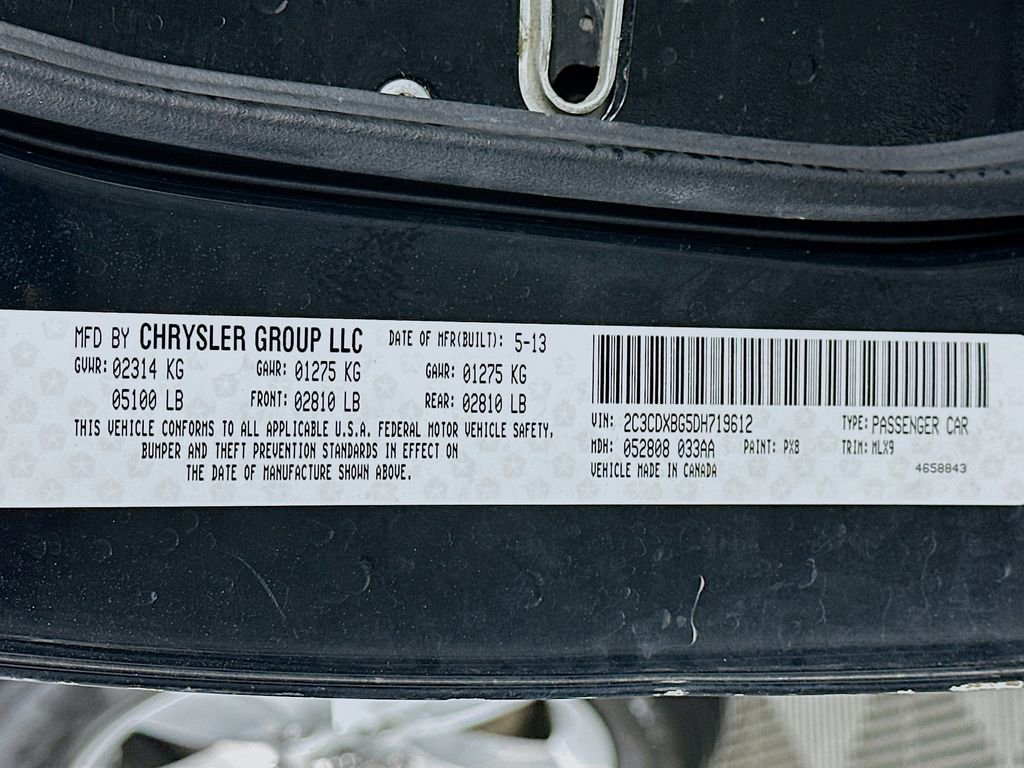 MFD BY CHRYSLER GROUP LLC DATE OF MFR(BUILT): 5-13
GVWR: 02314 KG GAWR: 01275 KG GAWR: 01275 KG
05100 LB FRONT: 02810 LB REAR: 02810 LB
THIS VEHICLE CONFORMS TO ALL APPLICABLE U.S.A. FEDERAL MOTOR VEHICLE SAFETY,
BUMPER AND THEFT PREVENTION STANDARDS IN EFFECT ON
THE DATE OF MANUFACTURE SHOWN ABOVE.
VIN: 2C3CDXBG5DH719612 TYPE: PASSENGER CAR
MDH: 052808 033AA PAINT: PX8 TRIM: MLX9
VEHICLE MADE IN CANADA 4658843